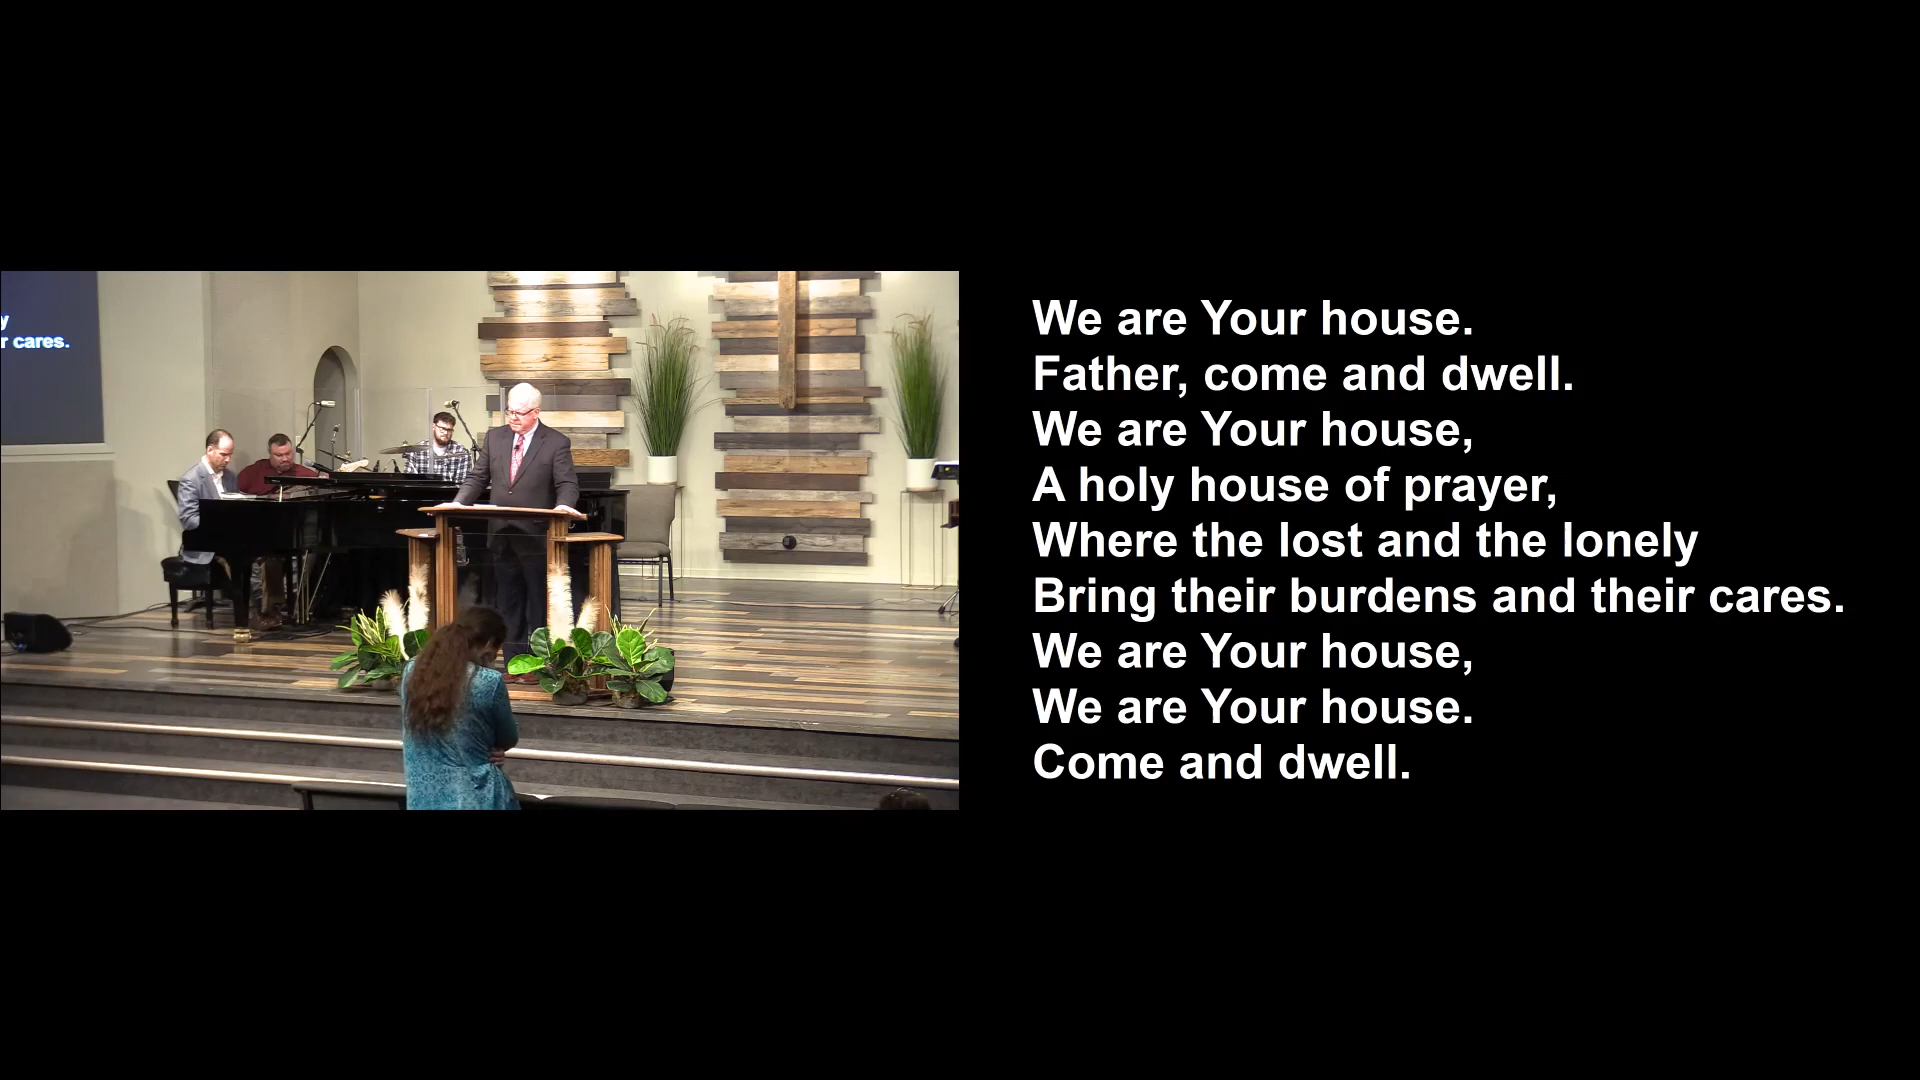 y
r cares.
We are Your house.
Father, come and dwell.
We are Your house,
A holy house of prayer,
Where the lost and the lonely
Bring their burdens and their cares.
We are Your house,
We are Your house.
Come and dwell.